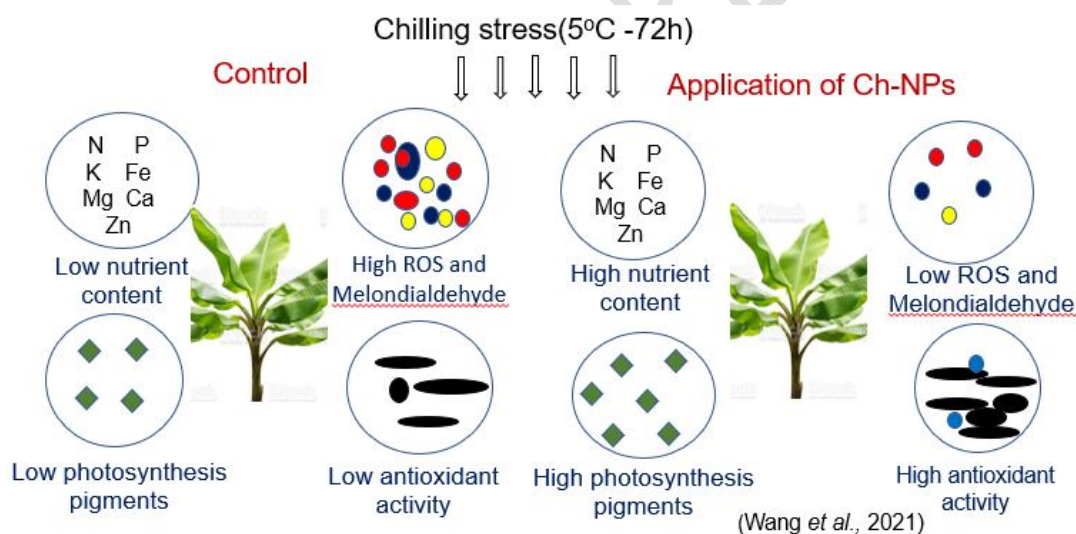 Chilling stress(5⁰C -72h)
Control
Application of Ch-NPs
N P
K Fe
Mg Ca
Zn
Low nutrient
content
High ROS and
Melondialdehyde
N P
K Fe
Mg Ca
Zn
High nutrient
content
Low ROS and
Melondialdehyde
Low photosynthesis
pigments
Low antioxidant
activity
High photosynthesis
pigments
High antioxidant
activity
(Wang et al., 2021)